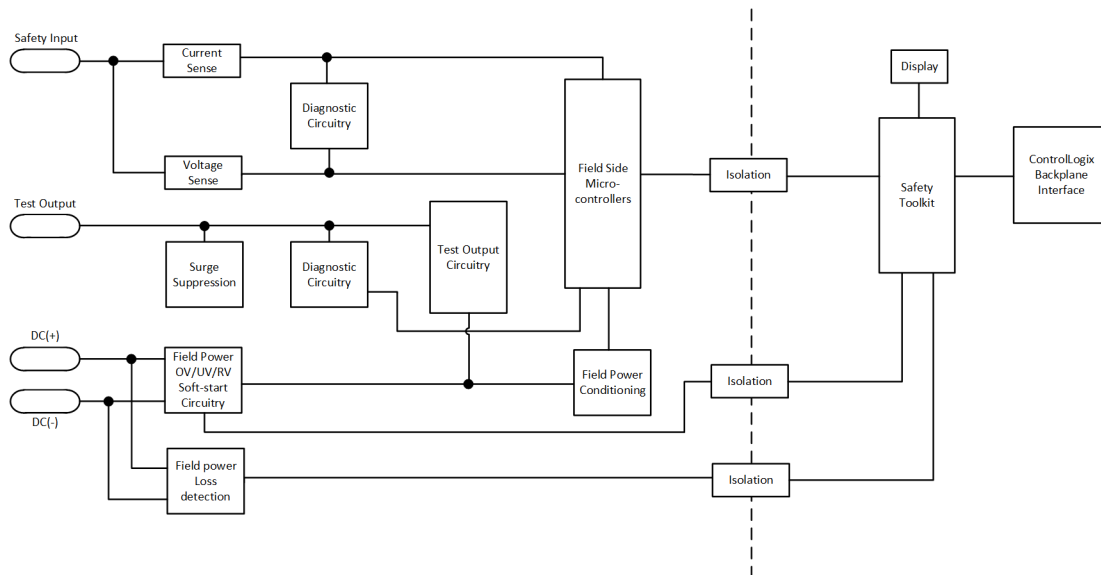 Safety Input
Current
Sense
Diagnostic
Circuitry
Voltage
Sense
Field Side
Micro-
controllers
Isolation
Display
Safety
Toolkit
ControlLogix
Backplane
Interface
Test Output
Surge
Suppression
Diagnostic
Circuitry
Test Output
Circuitry
DC(+)
DC(-)
Field Power
OV/UV/RV
Soft-start
Circuitry
Field Power
Conditioning
Isolation
Field power
Loss
detection
Isolation